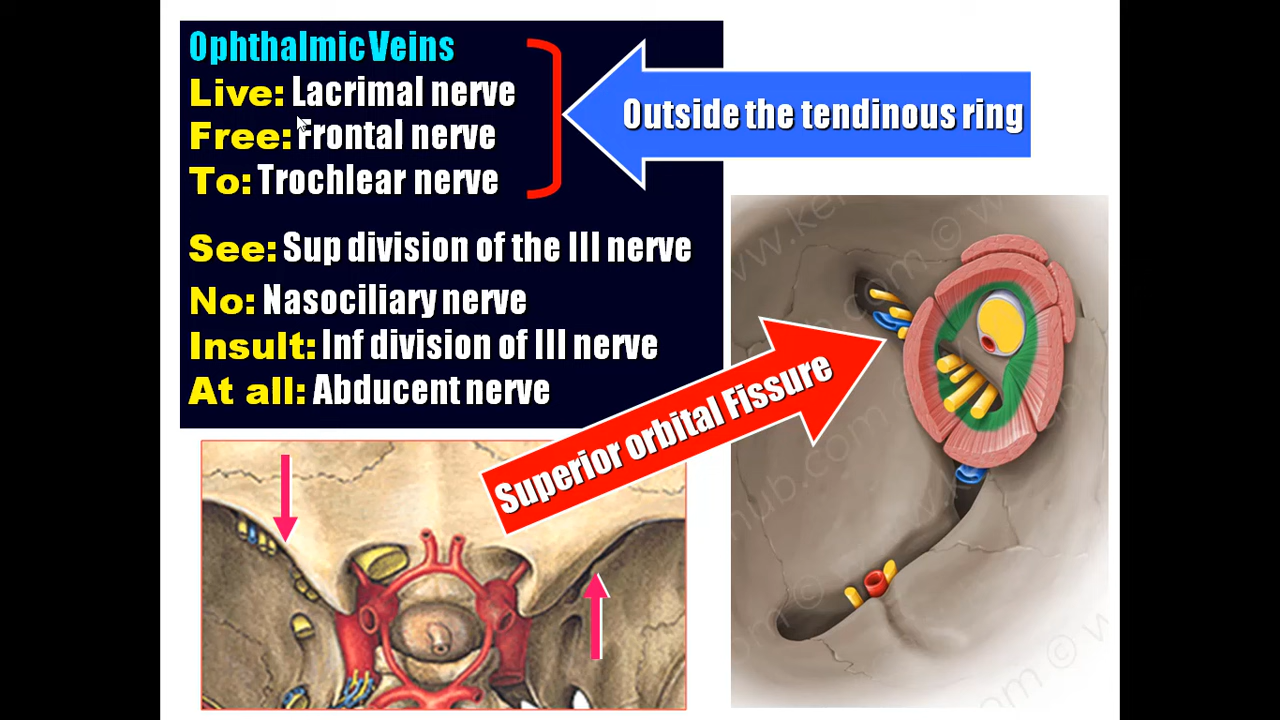 Ophthalmic Veins
Live: Lacrimal nerve
Free: Frontal nerve
To: Trochlear nerve
Outside the tendinous ring
See: Sup division of the III nerve
No: Nasociliary nerve
Insult: Inf division of III nerve
At all: Abducent nerve
Superior orbital Fissure